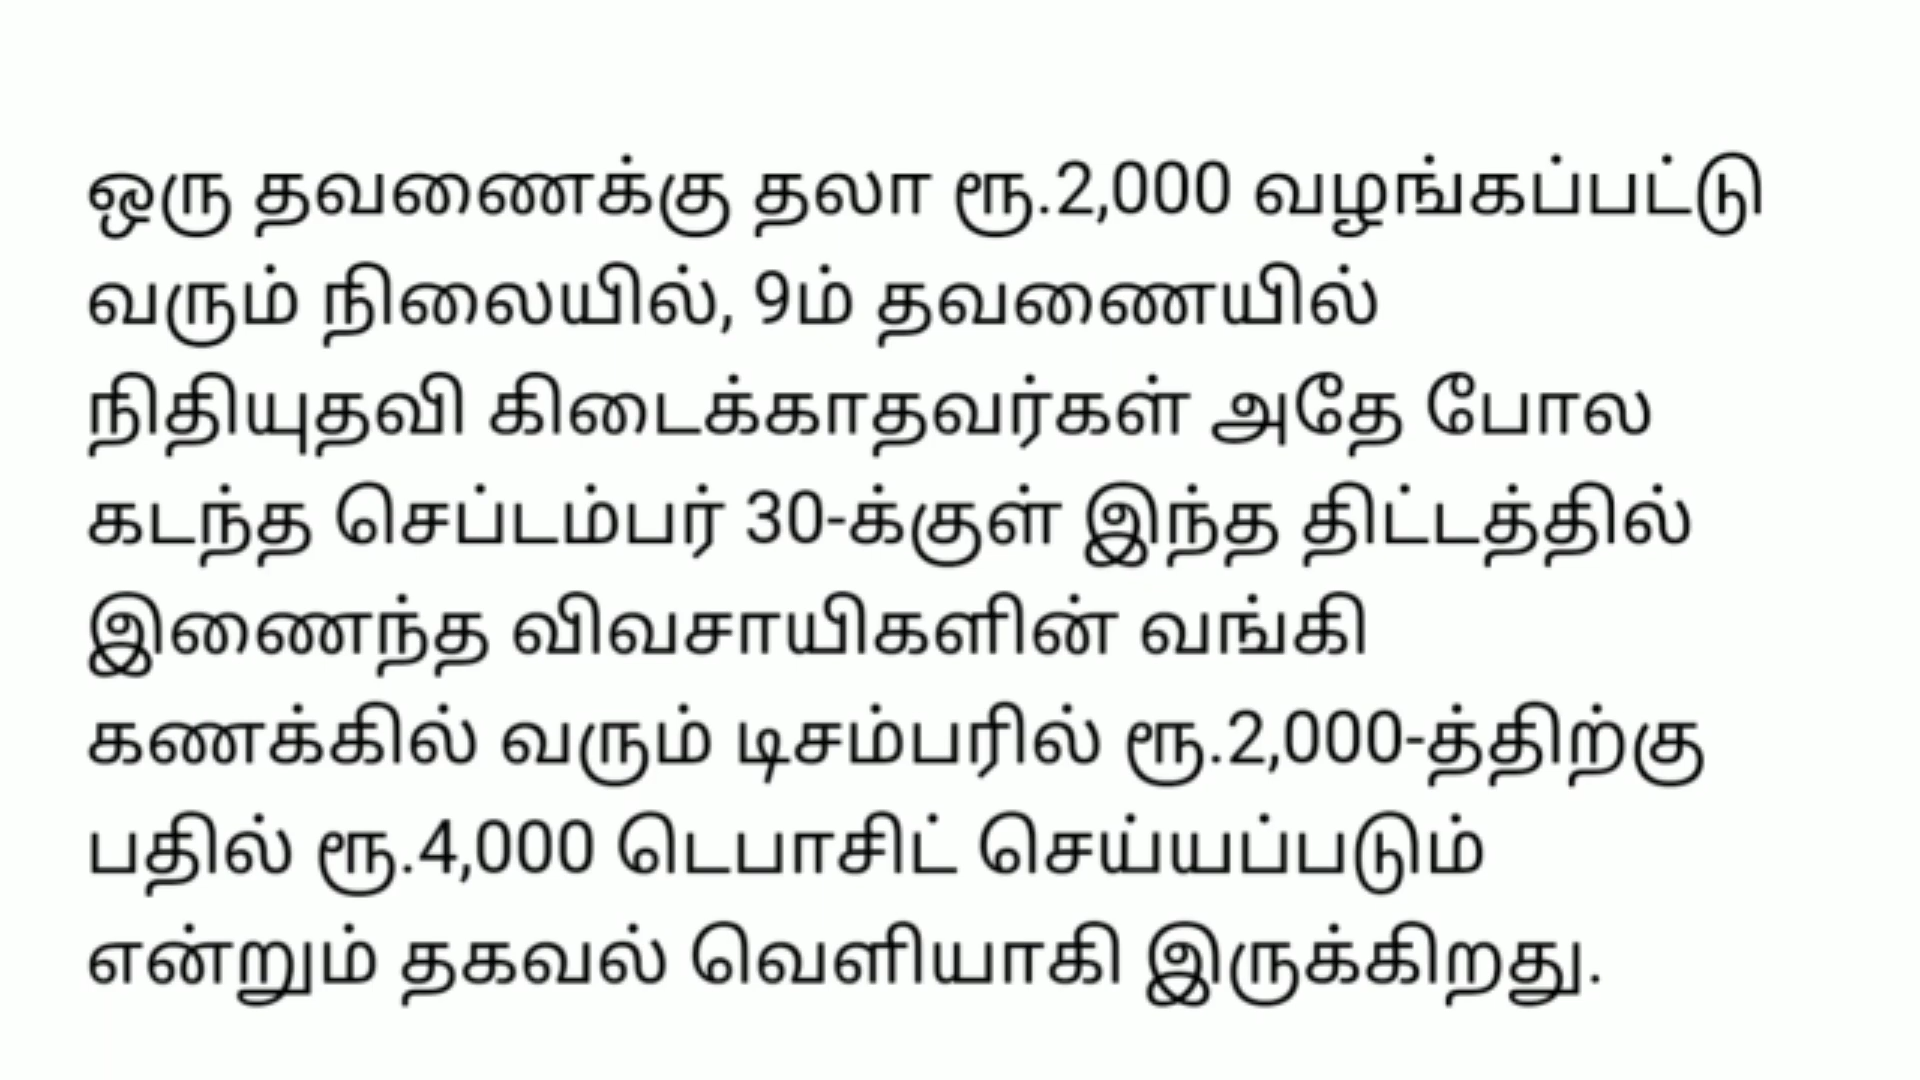 ஒரு தவணைக்கு தலா ரூ.2,000 வழங்கப்பட்டு
வரும் நிலையில், 9ம் தவணையில்
நிதியுதவி கிடைக்காதவர்கள் அதே போல
கடந்த செப்டம்பர் 30-க்குள் இந்த திட்டத்தில்
இணைந்த விவசாயிகளின் வங்கி
கணக்கில் வரும் டிசம்பரில் ரூ.2,000-த்திற்கு
பதில் ரூ.4,000 டெபாசிட் செய்யப்படும்
என்றும் தகவல் வெளியாகி இருக்கிறது.